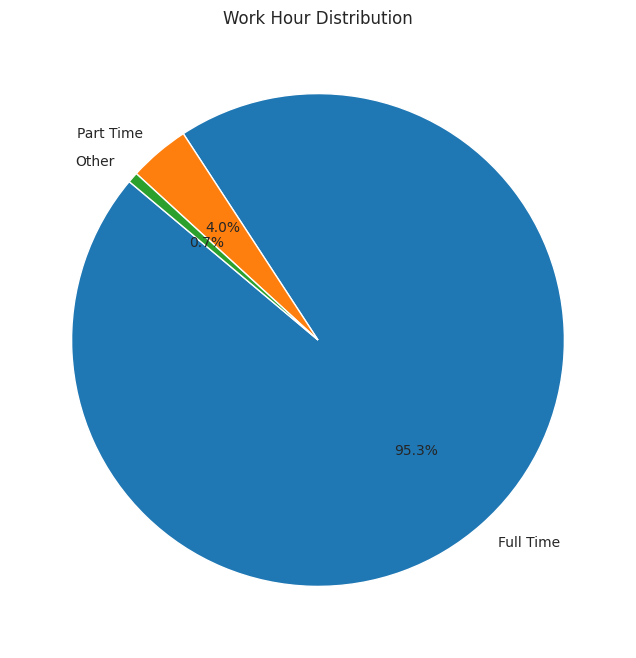 Work Hour Distribution
Part Time
Other
4.0%
0.7%
95.3%
Full Time